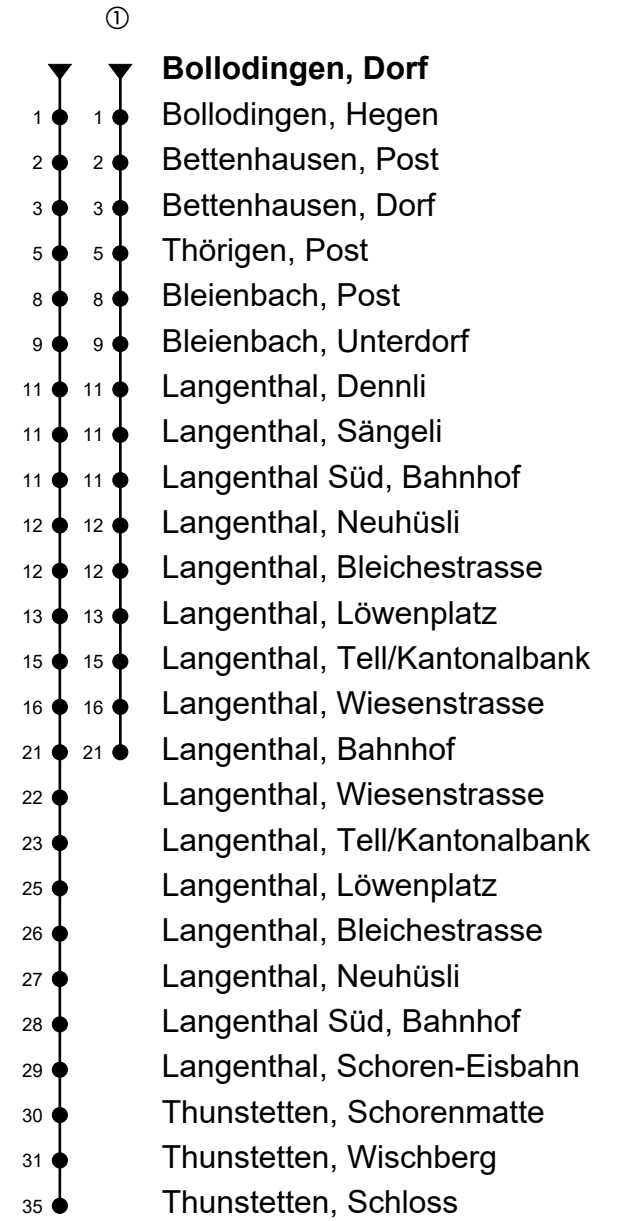 ①
Bollodingen, Dorf
1 1 Bollodingen, Hegen
2 2 Bettenhausen, Post
3 3 Bettenhausen, Dorf
5 5 Thörigen, Post
8 8 Bleienbach, Post
9 9 Bleienbach, Unterdorf
11 11 Langenthal, Dennli
11 11 Langenthal, Sängeli
11 11 Langenthal Süd, Bahnhof
12 12 Langenthal, Neuhüsli
12 12 Langenthal, Bleichestrasse
13 13 Langenthal, Löwenplatz
15 15 Langenthal, Tell/Kantonalbank
16 16 Langenthal, Wiesenstrasse
21 21 Langenthal, Bahnhof
22 Langenthal, Wiesenstrasse
23 Langenthal, Tell/Kantonalbank
25 Langenthal, Löwenplatz
26 Langenthal, Bleichestrasse
27 Langenthal, Neuhüsli
28 Langenthal Süd, Bahnhof
29 Langenthal, Schoren-Eisbahn
30 Thunstetten, Schorenmatte
31 Thunstetten, Wischberg
35 Thunstetten, Schloss